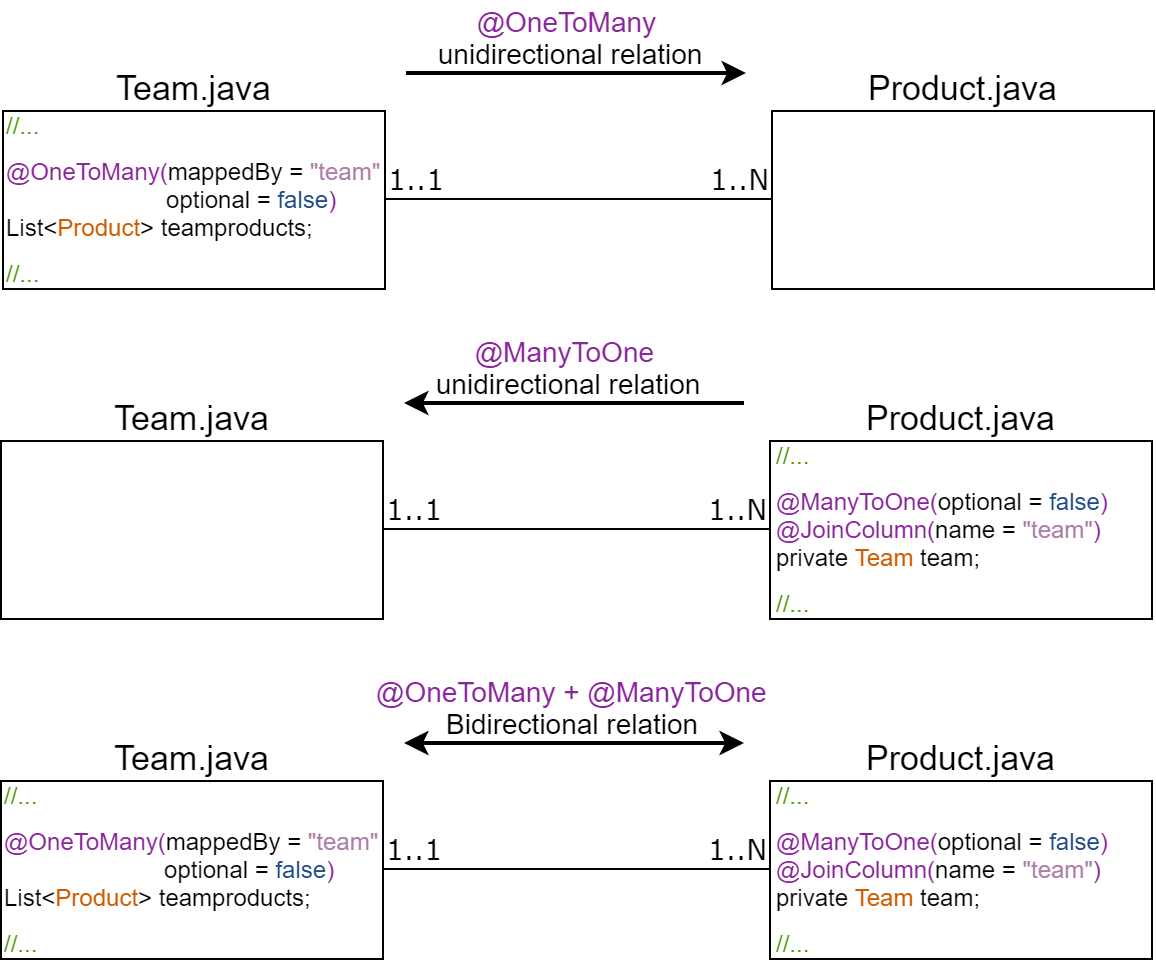 @OneToMany
unidirectional relation
Team.java
Product.java
//...
@OneToMany(mappedBy = "team"
optional = false)
List<Product> teamproducts;
//...
1..1
1..N
@ManyToOne
unidirectional relation
Team.java
Product.java
1..1
1..N
//...
@ManyToOne(optional = false)
@JoinColumn(name = "team")
private Team team;
//...
@OneToMany + @ManyToOne
Bidirectional relation
Team.java
Product.java
//...
@OneToMany(mappedBy = "team"
optional = false)
List<Product> teamproducts;
//...
1..1
1..N
//...
@ManyToOne(optional = false)
@JoinColumn(name = "team")
private Team team;
//...